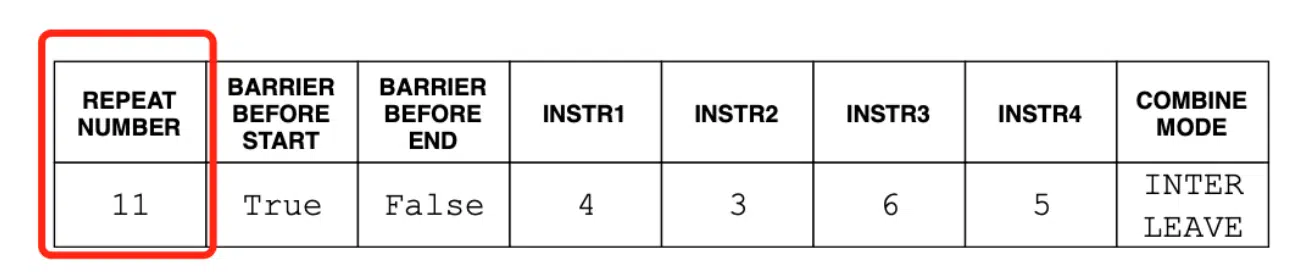 REPEAT NUMBER BARRIER BEFORE START BARRIER BEFORE END INSTR1 INSTR2 INSTR3 INSTR4 COMBINE MODE
11 True False 4 3 6 5 INTER LEAVE